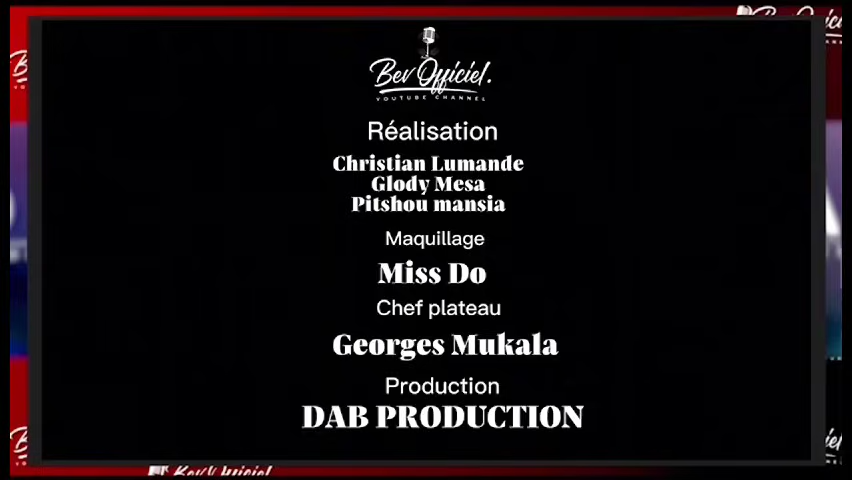 Bev Officiel.
YOUTUBE CHANNEL
Réalisation
Christian Lumande
Glody Mesa
Pitshou mansia
Maquillage
Miss Do
Chef plateau
Georges Mukala
Production
DAB PRODUCTION